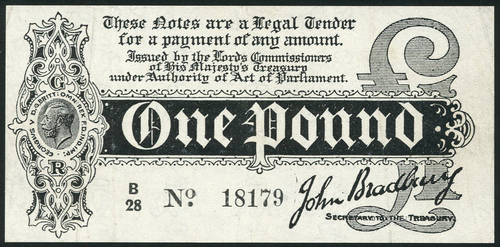 These Notes are a Legal Tender
for a payment of any amount.
Issued by the Lords Commissioners
of His Majesty's Treasury
under Authority of Act of Parliament.
G
R
£
One Pound
£1
B
28
No. 18179
John Bradbury
SECRETARY TO THE TREASURY.